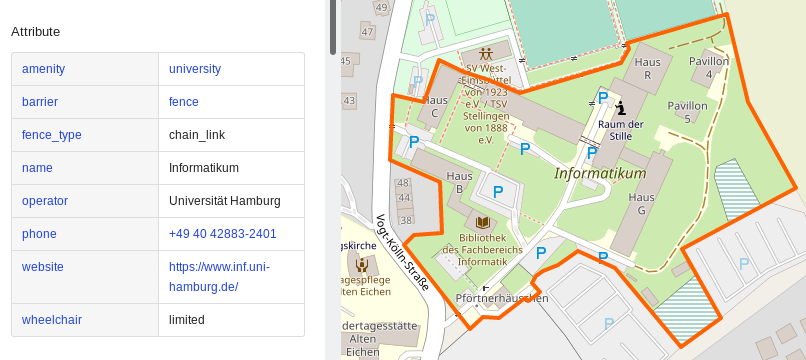 Attribute
amenity university
barrier fence
fence_type chain_link
name Informatikum
operator Universität Hamburg
phone +49 40 42883-2401
website https://www.inf.uni-
hamburg.de/
wheelchair limited
49
47
45
43
P
P
SV West-
Eimsbüttel
von 1923
e.V. / TSV
Stellingen
von 1888
e.V.
Haus
C
Haus
R
Pavillon
4
Pavillon
5
P
Raum der
Stille
P
P
P
Informatikum
Haus
B
P
Haus
G
48
44
38
Vogt-Kölln-Straße
Bibliothek
des Fachbereichs
Informatik
P
P
P
P
Pförtnerhäuschen
gskirche
agespflege
lten Eichen
dertagesstätte
Alten
Eichen